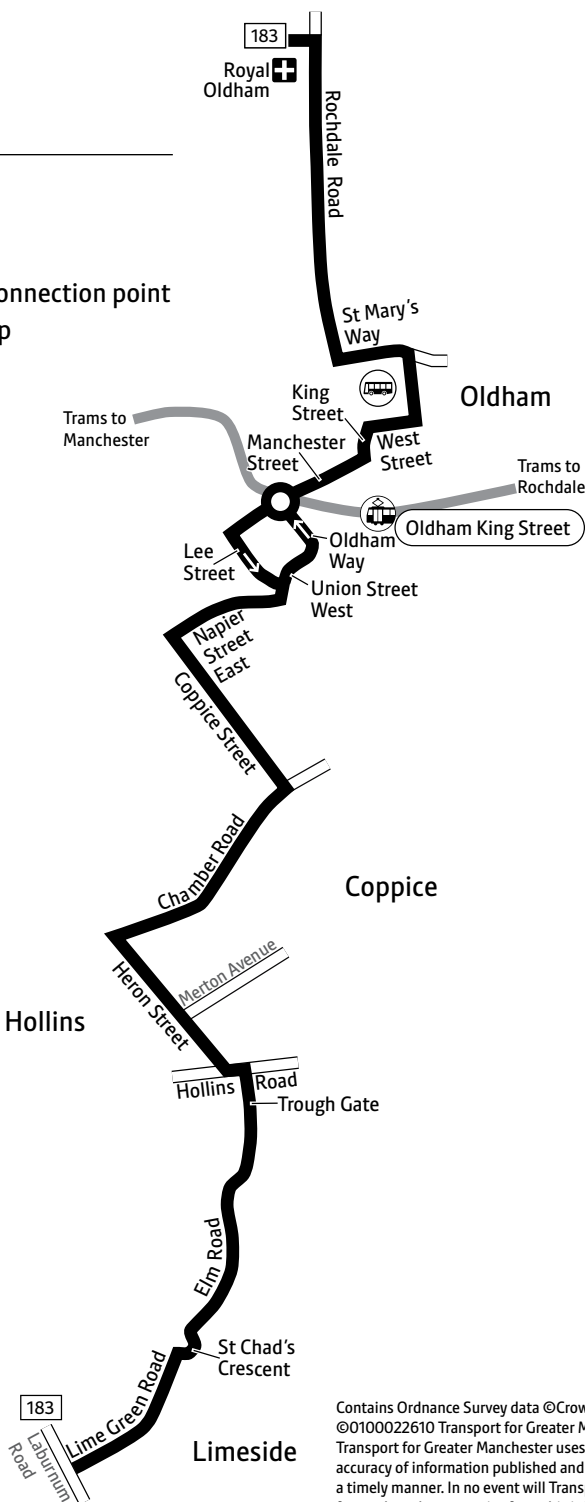 183
Royal
Oldham
Rochdale Road
onnection point
p
St Mary's
Way
Oldham
King
Street
Trams to
Manchester
Manchester
Street
West
Street
Trams to
Rochdale
Oldham King Street
Oldham
Way
Lee
Street
Union Street
West
Napier
Street
East
Coppice Street
Chamber Road
Coppice
Merton Avenue
Heron Street
Hollins
Hollins Road
Trough Gate
Elm Road
St Chad's
Crescent
Lime Green Road
183
Laburnum
Road
Limeside
Contains Ordnance Survey data ©Crow
©0100022610 Transport for Greater M
Transport for Greater Manchester uses
accuracy of information published and
a timely manner. In no event will Trans